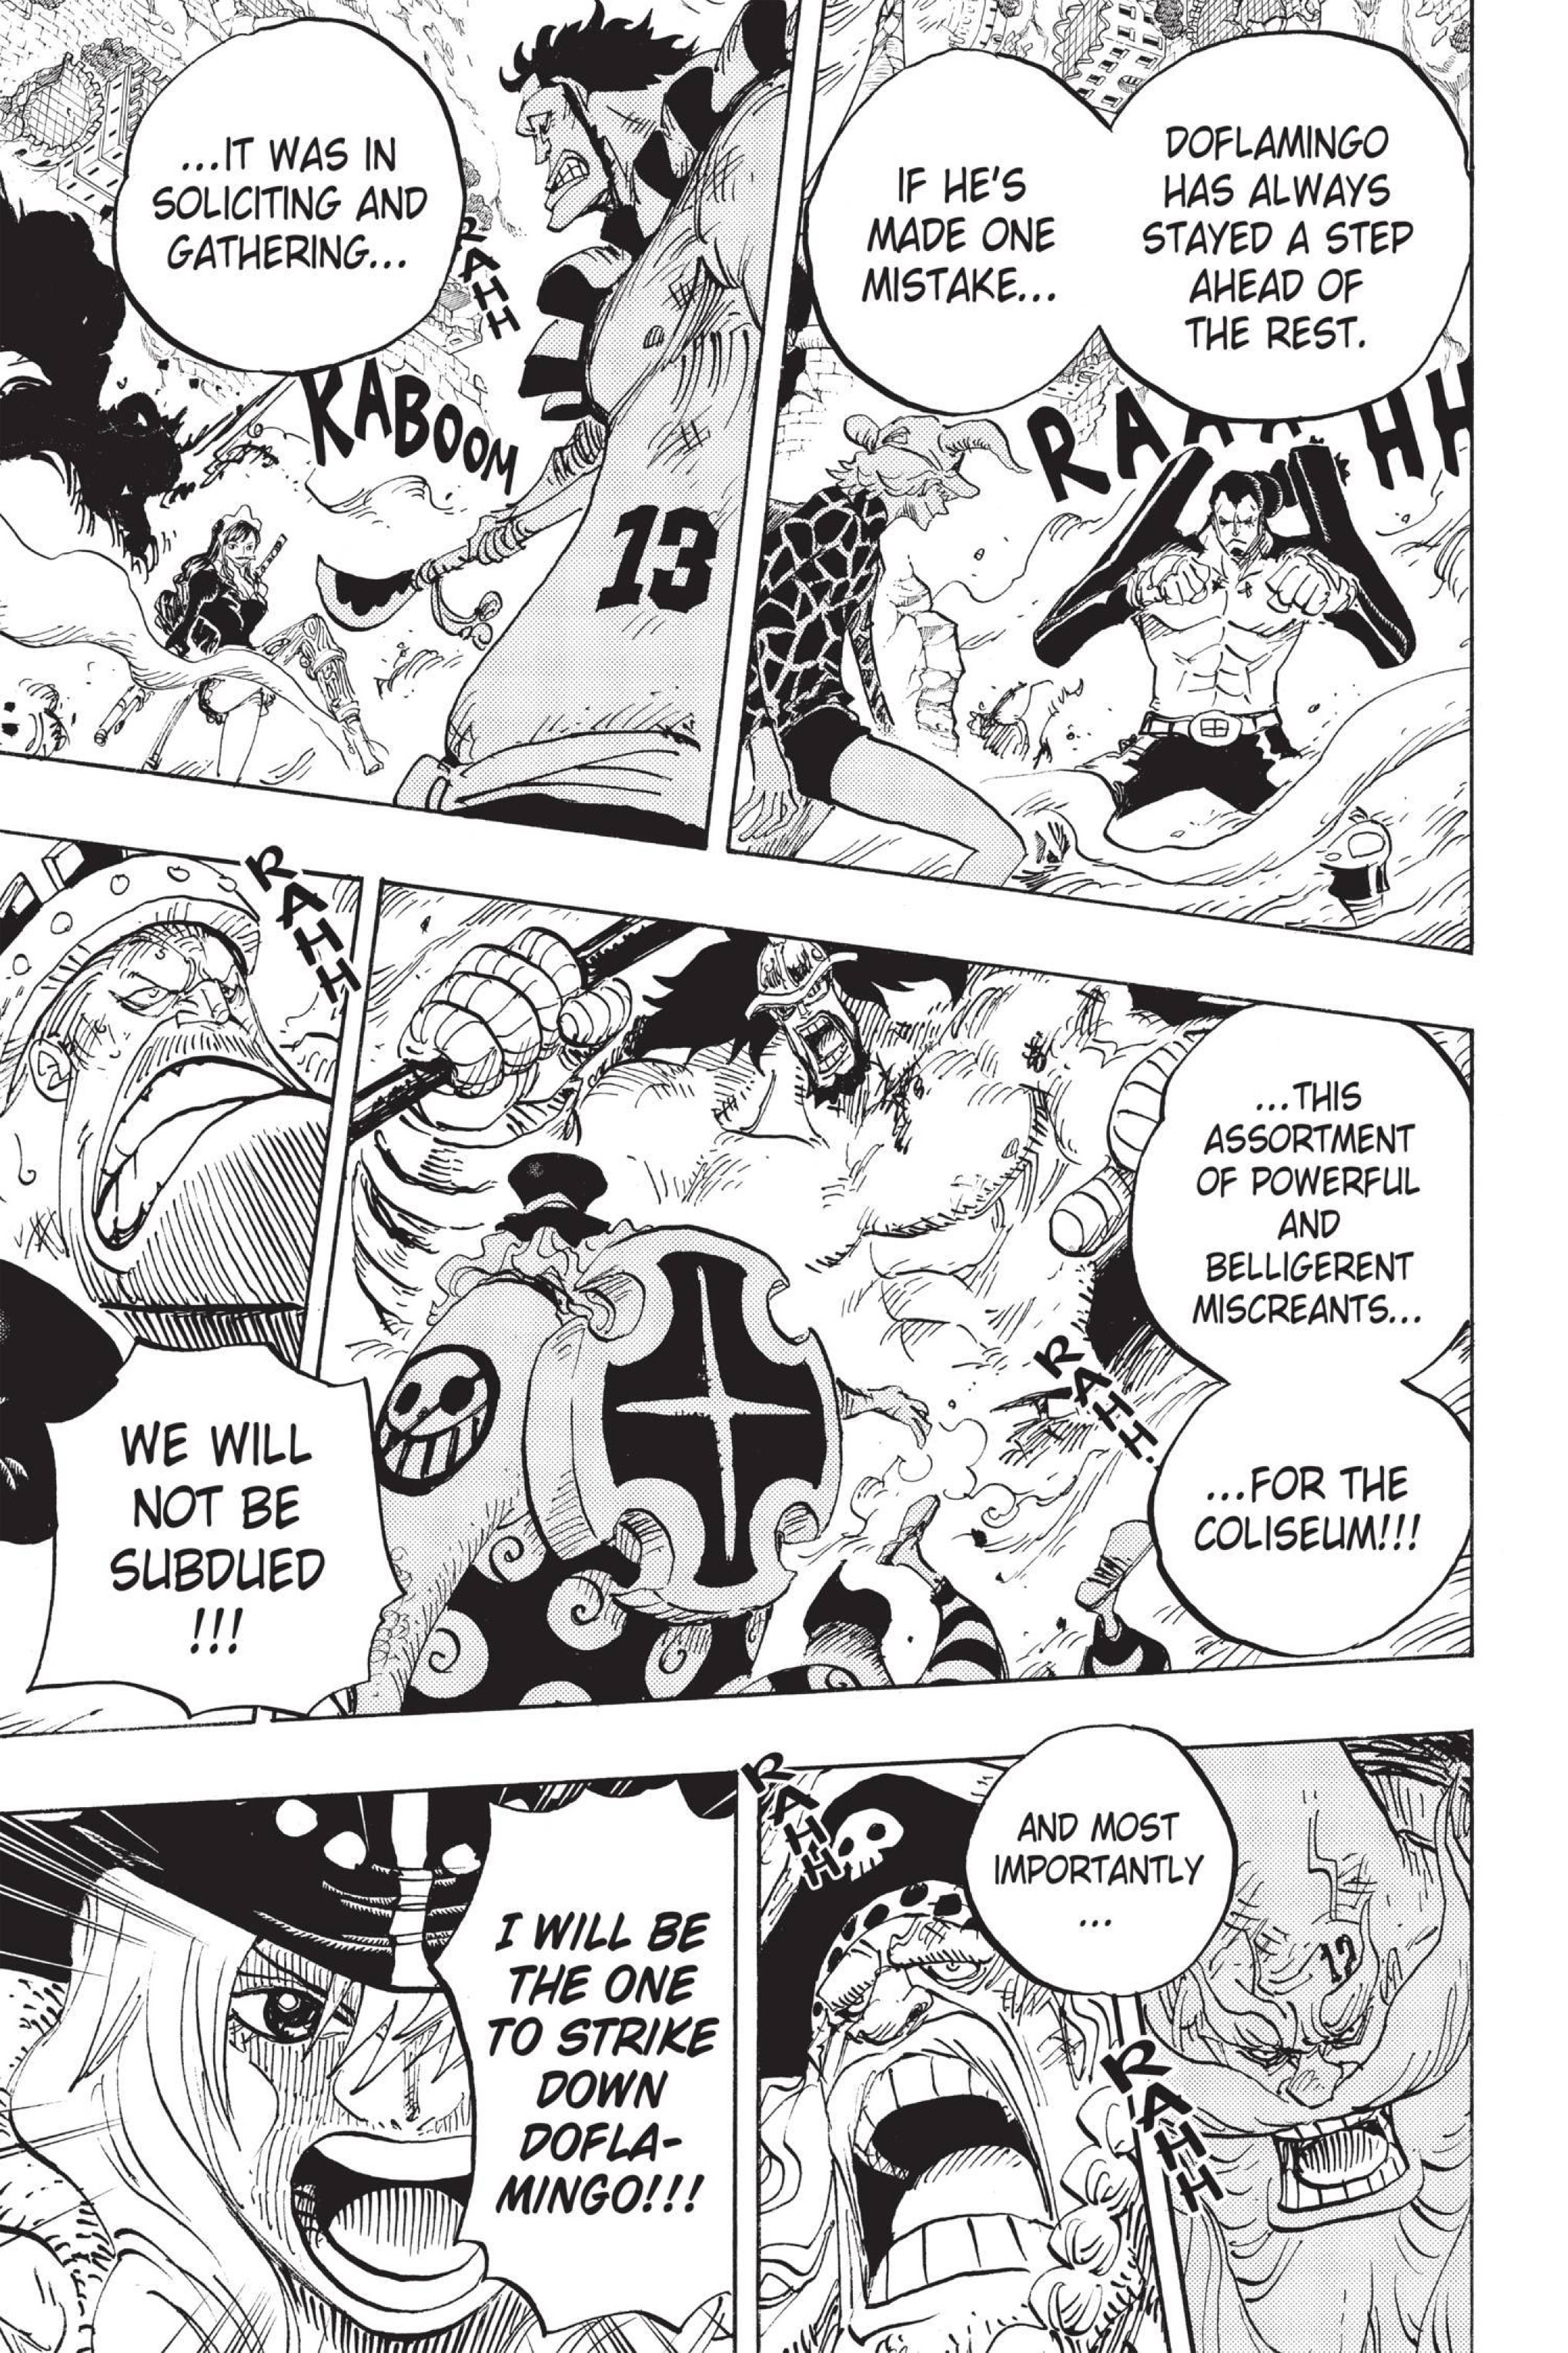 DOFLAMINGO
HAS ALWAYS
STAYED A STEP
AHEAD OF
THE REST.
IF HE'S
MADE ONE
MISTAKE...
RAHH
...IT WAS IN
SOLICITING AND
GATHERING...
RAHH
KABOOM
13
...THIS
ASSORTMENT
OF POWERFUL
AND
BELLIGERENT
MISCREANTS...
...FOR THE
COLISEUM!!!
RAHH
RAHH
WE WILL
NOT BE
SUBDUED
!!!
12
RAHH
AND MOST
IMPORTANTLY
...
RAHH
I WILL BE
THE ONE
TO STRIKE
DOWN
DOFLA-
MINGO!!!